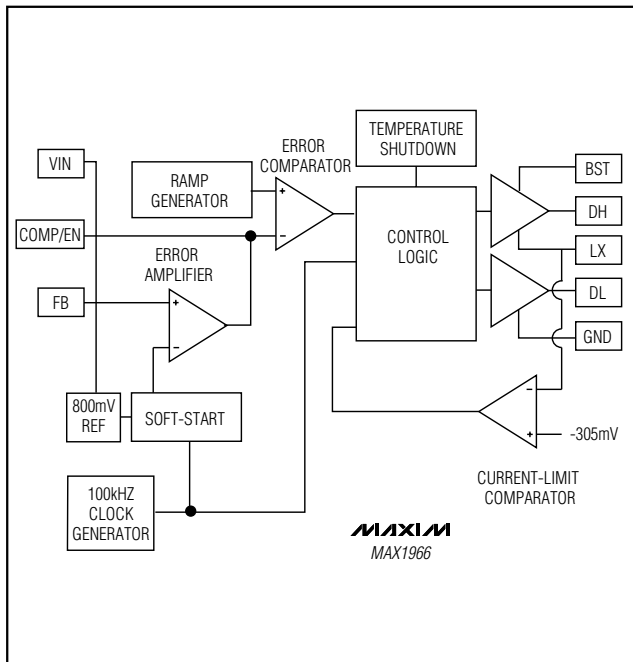 TEMPERATURE
SHUTDOWN
ERROR
COMPARATOR
VIN
RAMP
GENERATOR
+
-
BST
DH
COMP/EN
CONTROL
LOGIC
LX
ERROR
AMPLIFIER
FB
+
-
DL
GND
800mV
REF
SOFT-START
-
+
-305mV
100kHZ
CLOCK
GENERATOR
CURRENT-LIMIT
COMPARATOR
MAXIM
MAX1966